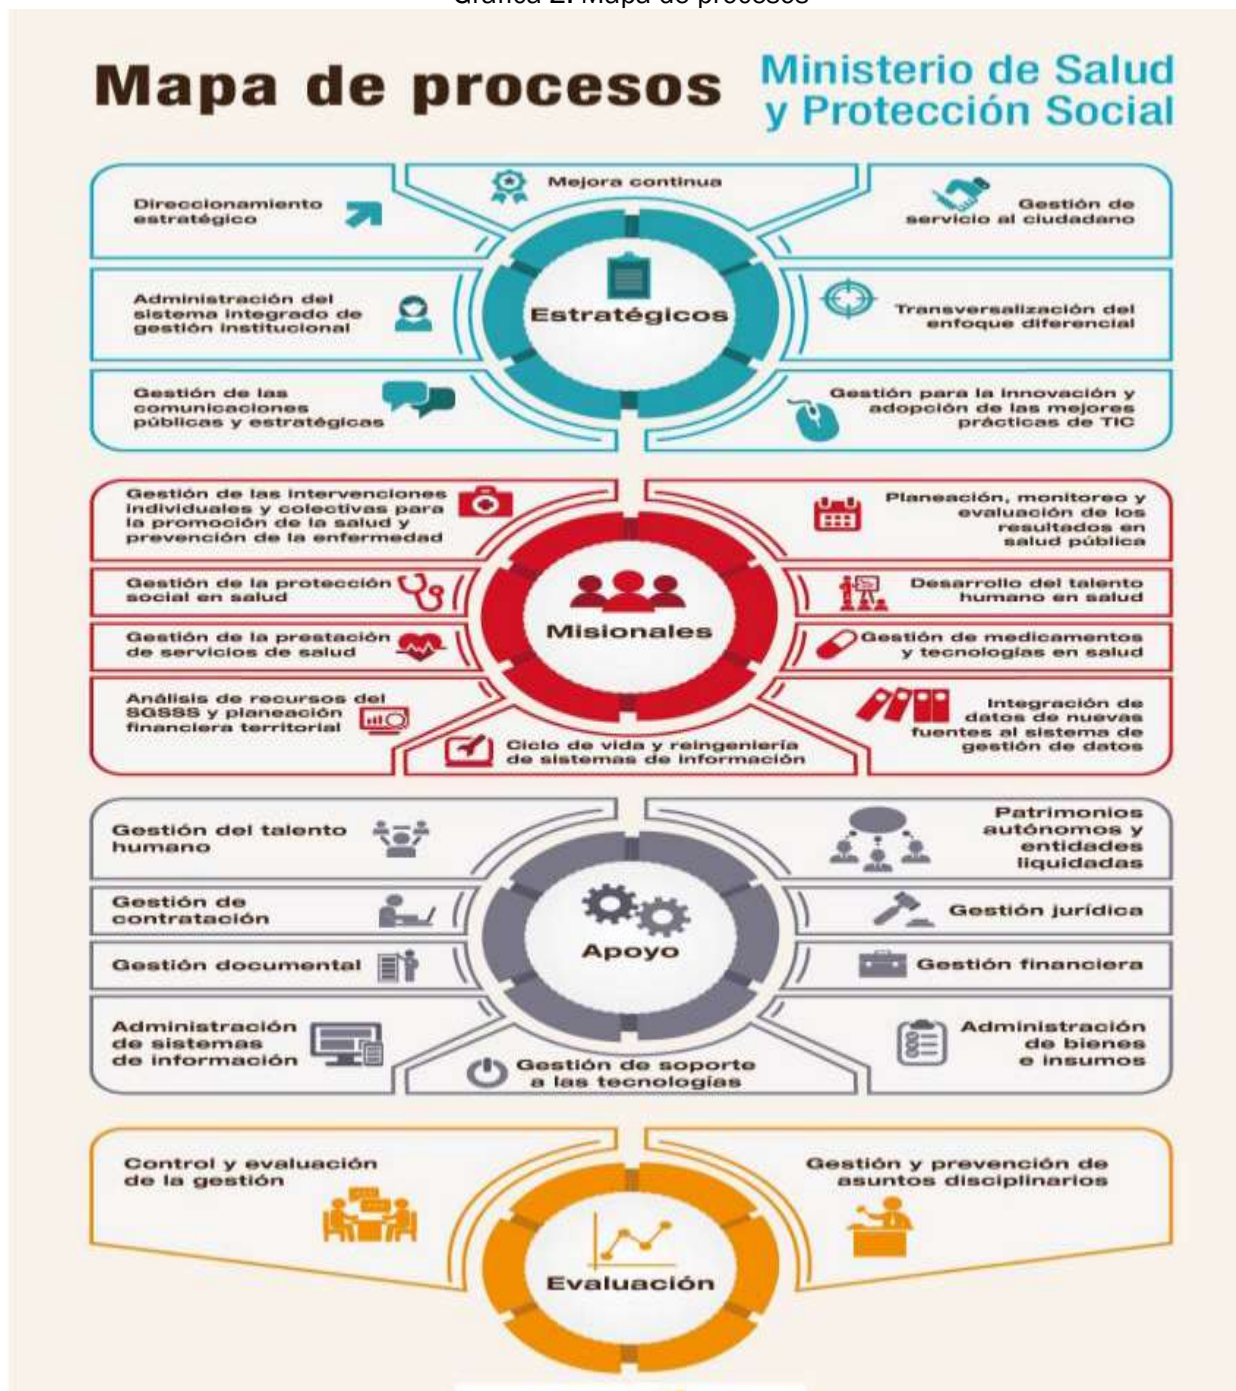 Gráfica 2. Mapa de procesos
Mapa de procesos
Ministerio de Salud
y Protección Social
Direccionamiento
estratégico
Mejora continua
Gestión de
servicio al ciudadano
Administración del
sistema integrado de
gestión institucional
Estratégicos
Transversalización del
enfoque diferencial
Gestión de las
comunicaciones
públicas y estratégicas
Gestión para la innovación y
adopción de las mejores
prácticas de TIC
Gestión de las intervenciones
individuales y colectivas para
la promoción de la salud y
prevención de la enfermedad
Planeación, monitoreo y
evaluación de los
resultados en
salud pública
Gestión de la protección
social en salud
Misionales
Desarrollo del talento
humano en salud
Gestión de la prestación
de servicios de salud
Gestión de medicamentos
y tecnologías en salud
Análisis de recursos del
SGSSS y planeación
financiera territorial
Ciclo de vida y reingeniería
de sistemas de información
Integración de
datos de nuevas
fuentes al sistema de
gestión de datos
Gestión del talento
humano
Patrimonios
autónomos y
entidades
liquidadas
Gestión de
contratación
Apoyo
Gestión jurídica
Gestión documental
Gestión financiera
Administración
de sistemas
de información
Gestión de soporte
a las tecnologías
Administración
de bienes
e insumos
Control y evaluación
de la gestión
Evaluación
Gestión y prevención de
asuntos disciplinarios